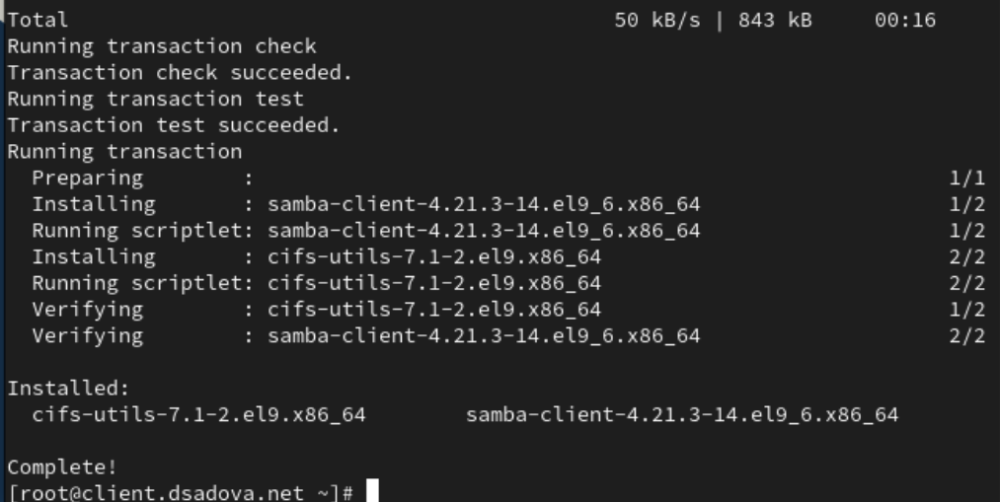 Total 50 kB/s | 843 kB 00:16
Running transaction check
Transaction check succeeded.
Running transaction test
Transaction test succeeded.
Running transaction
  Preparing        : 1/1
  Installing       : samba-client-4.21.3-14.el9_6.x86_64 1/2
  Running scriptlet: samba-client-4.21.3-14.el9_6.x86_64 1/2
  Installing       : cifs-utils-7.1-2.el9.x86_64 2/2
  Running scriptlet: cifs-utils-7.1-2.el9.x86_64 2/2
  Verifying        : cifs-utils-7.1-2.el9.x86_64 1/2
  Verifying        : samba-client-4.21.3-14.el9_6.x86_64 2/2
Installed:
  cifs-utils-7.1-2.el9.x86_64 samba-client-4.21.3-14.el9_6.x86_64
Complete!
[root@client.dsadova.net ~]#